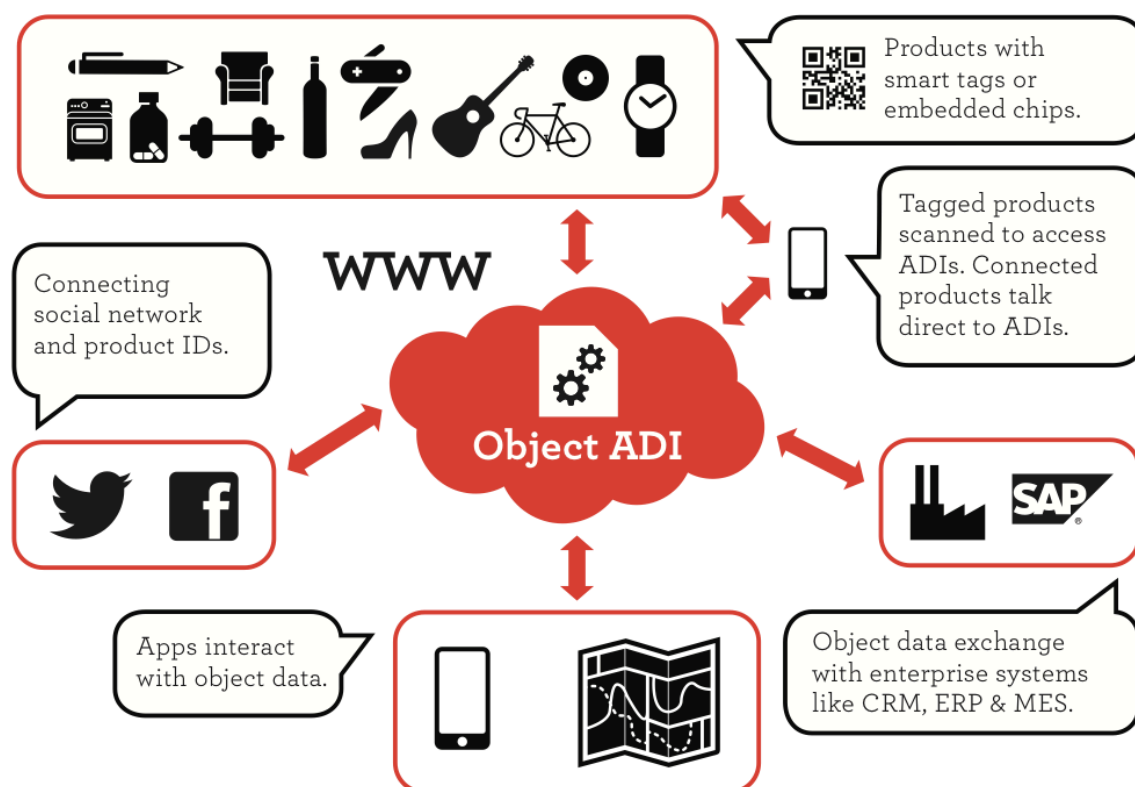 Products with
smart tags or
embedded chips.
Tagged products
scanned to access
ADIs. Connected
products talk
direct to ADIs.
www
Connecting
social network
and product IDs.
Object ADI
f
SAP
®
Apps interact
with object data.
Object data exchange
with enterprise systems
like CRM, ERP & MES.